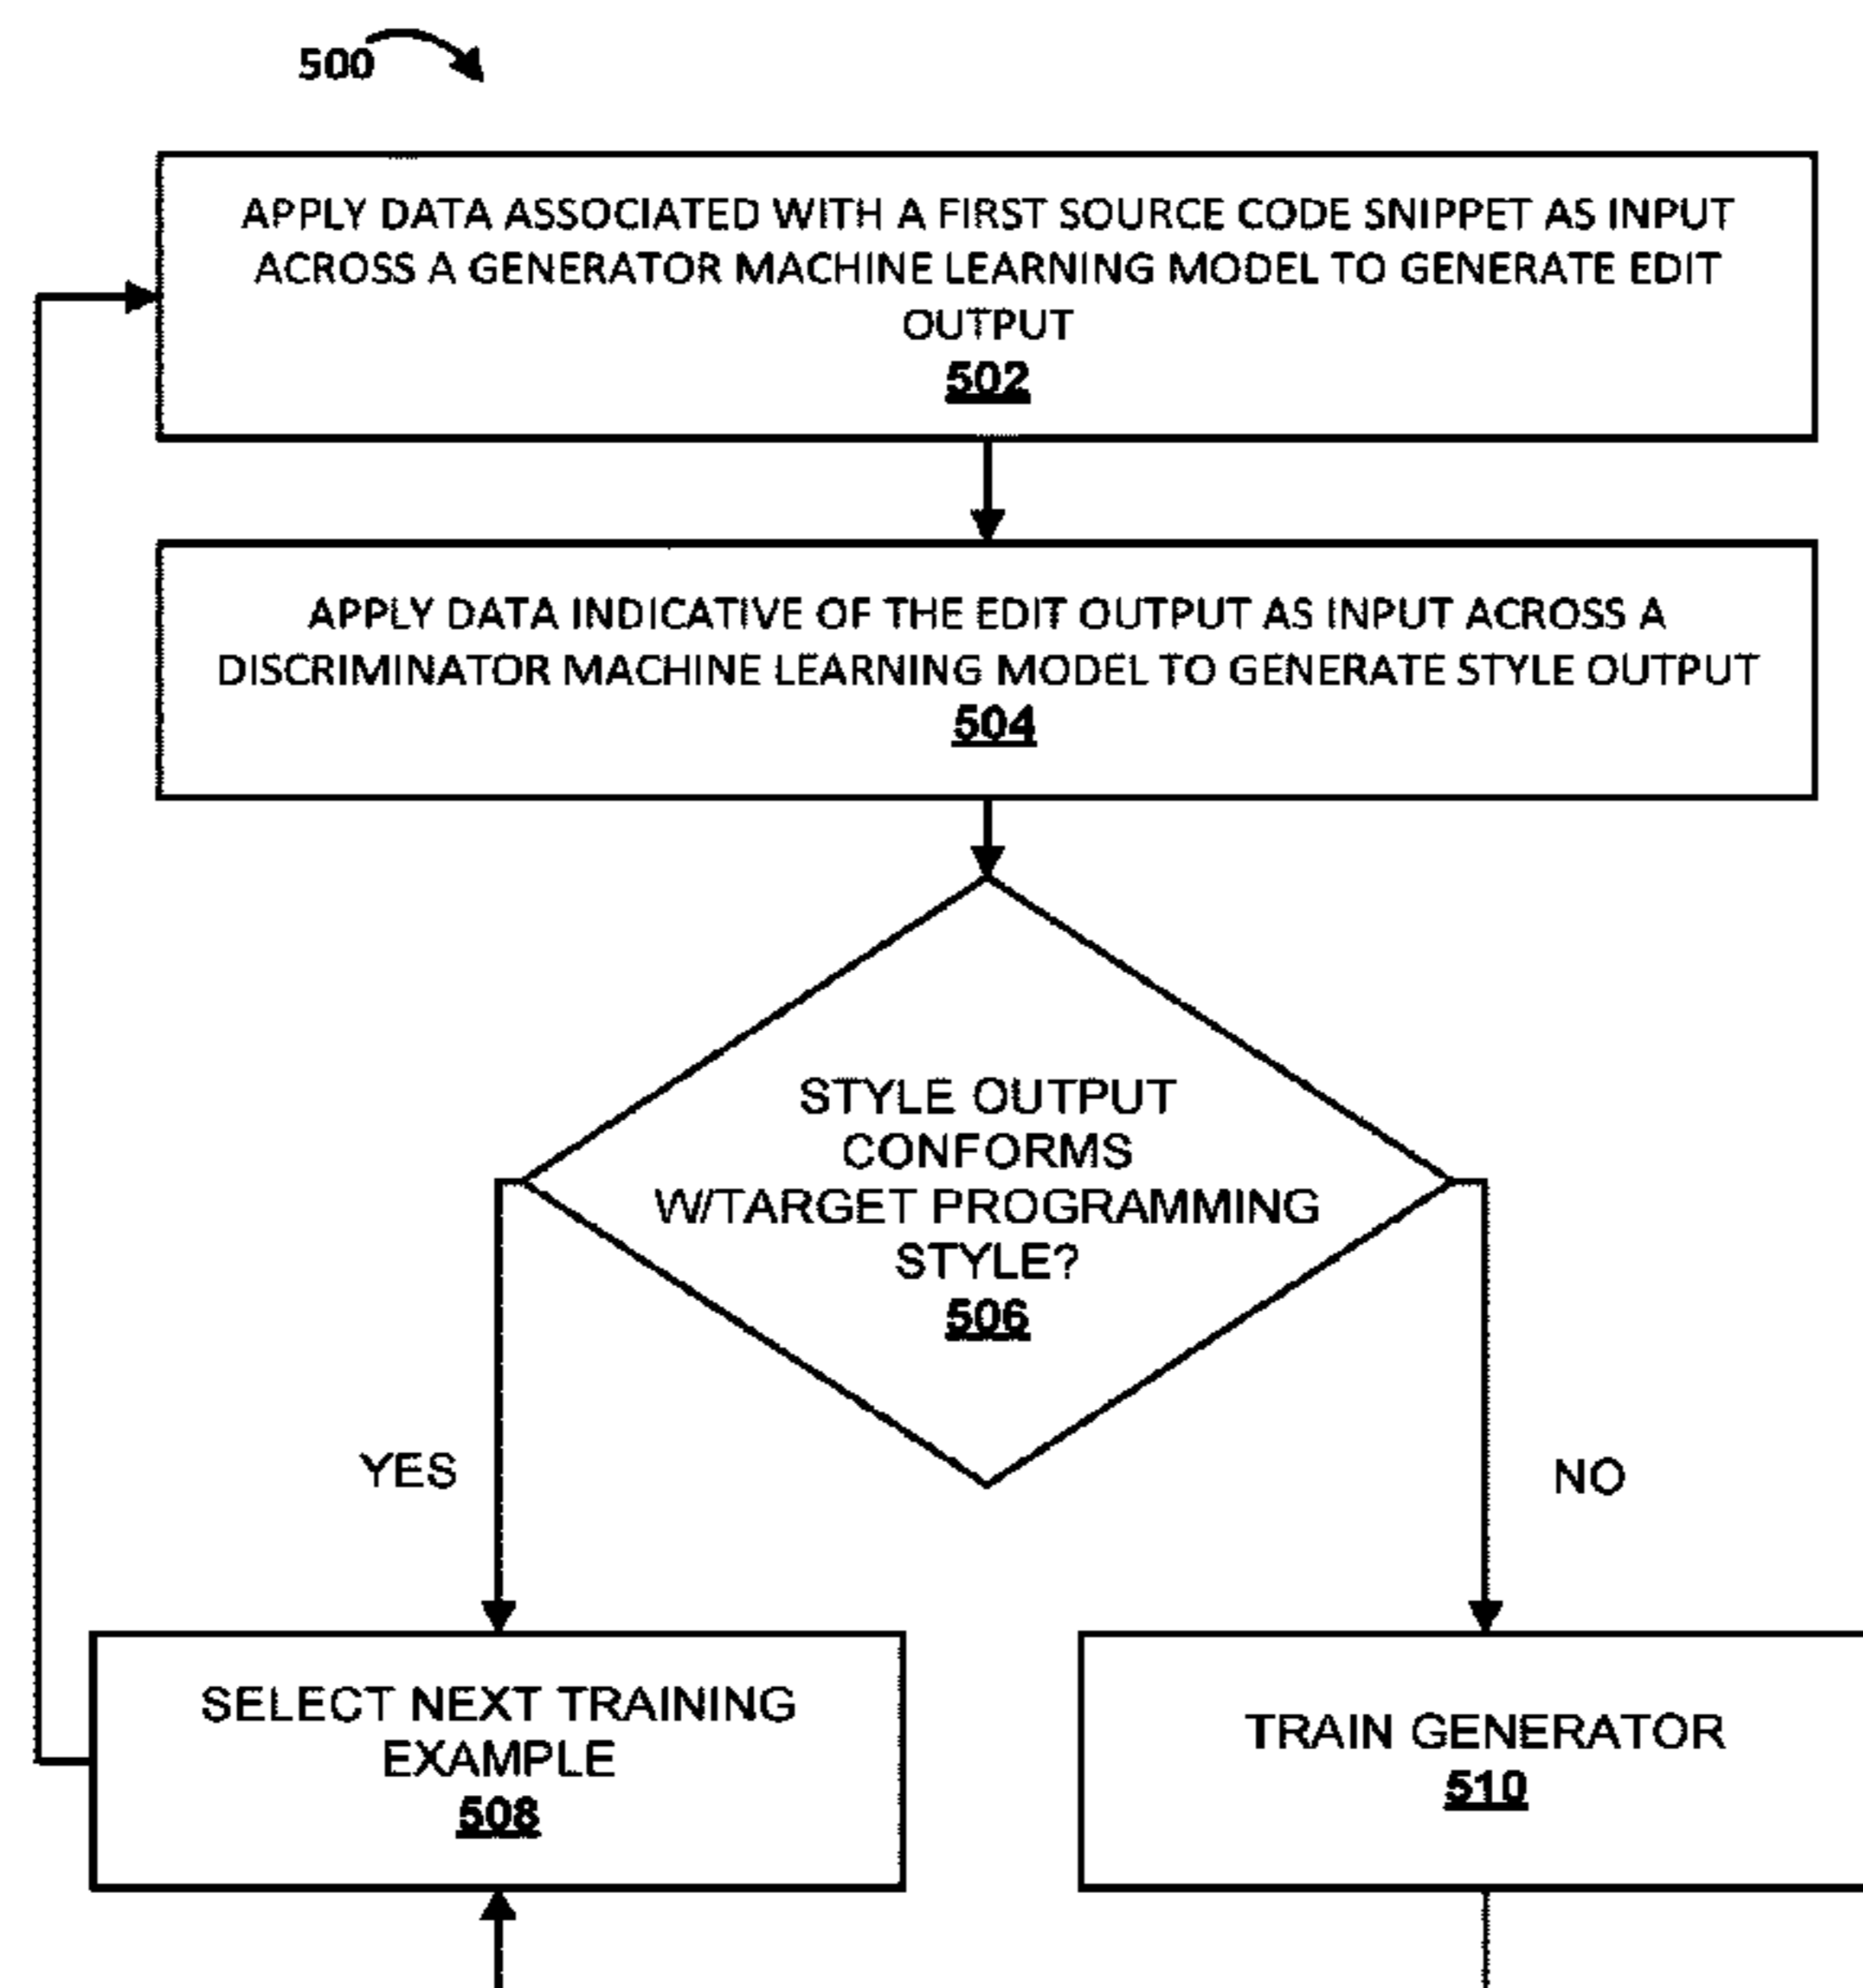 500
APPLY DATA ASSOCIATED WITH A FIRST SOURCE CODE SNIPPET AS INPUT
ACROSS A GENERATOR MACHINE LEARNING MODEL TO GENERATE EDIT
OUTPUT
502
APPLY DATA INDICATIVE OF THE EDIT OUTPUT AS INPUT ACROSS A
DISCRIMINATOR MACHINE LEARNING MODEL TO GENERATE STYLE OUTPUT
504
STYLE OUTPUT
CONFORMS
W/TARGET PROGRAMMING
STYLE?
506
YES
NO
SELECT NEXT TRAINING
EXAMPLE
508
TRAIN GENERATOR
510